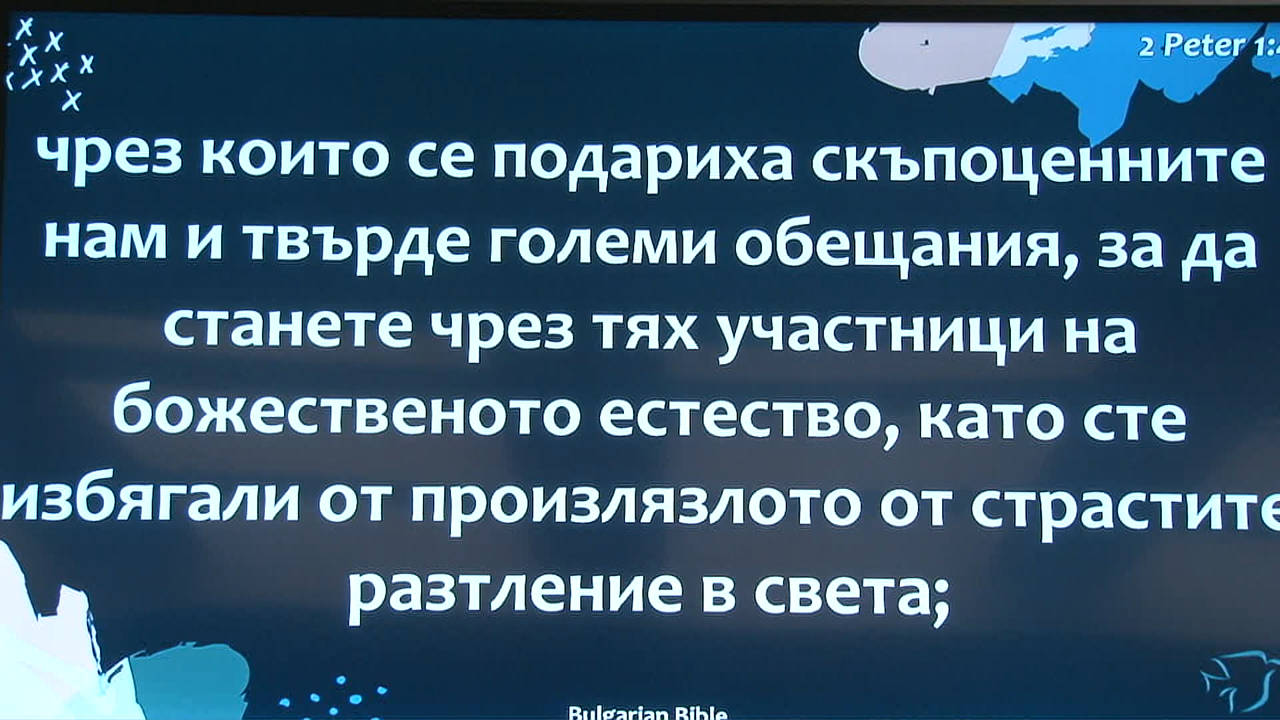 2 Peter 1:4
чрез които се подариха скъпоценните
нам и твърде големи обещания, за да
станете чрез тях участници на
божественото естество, като сте
избягали от произлязлото от страстите
разтление в света;
Bulgarian Bible